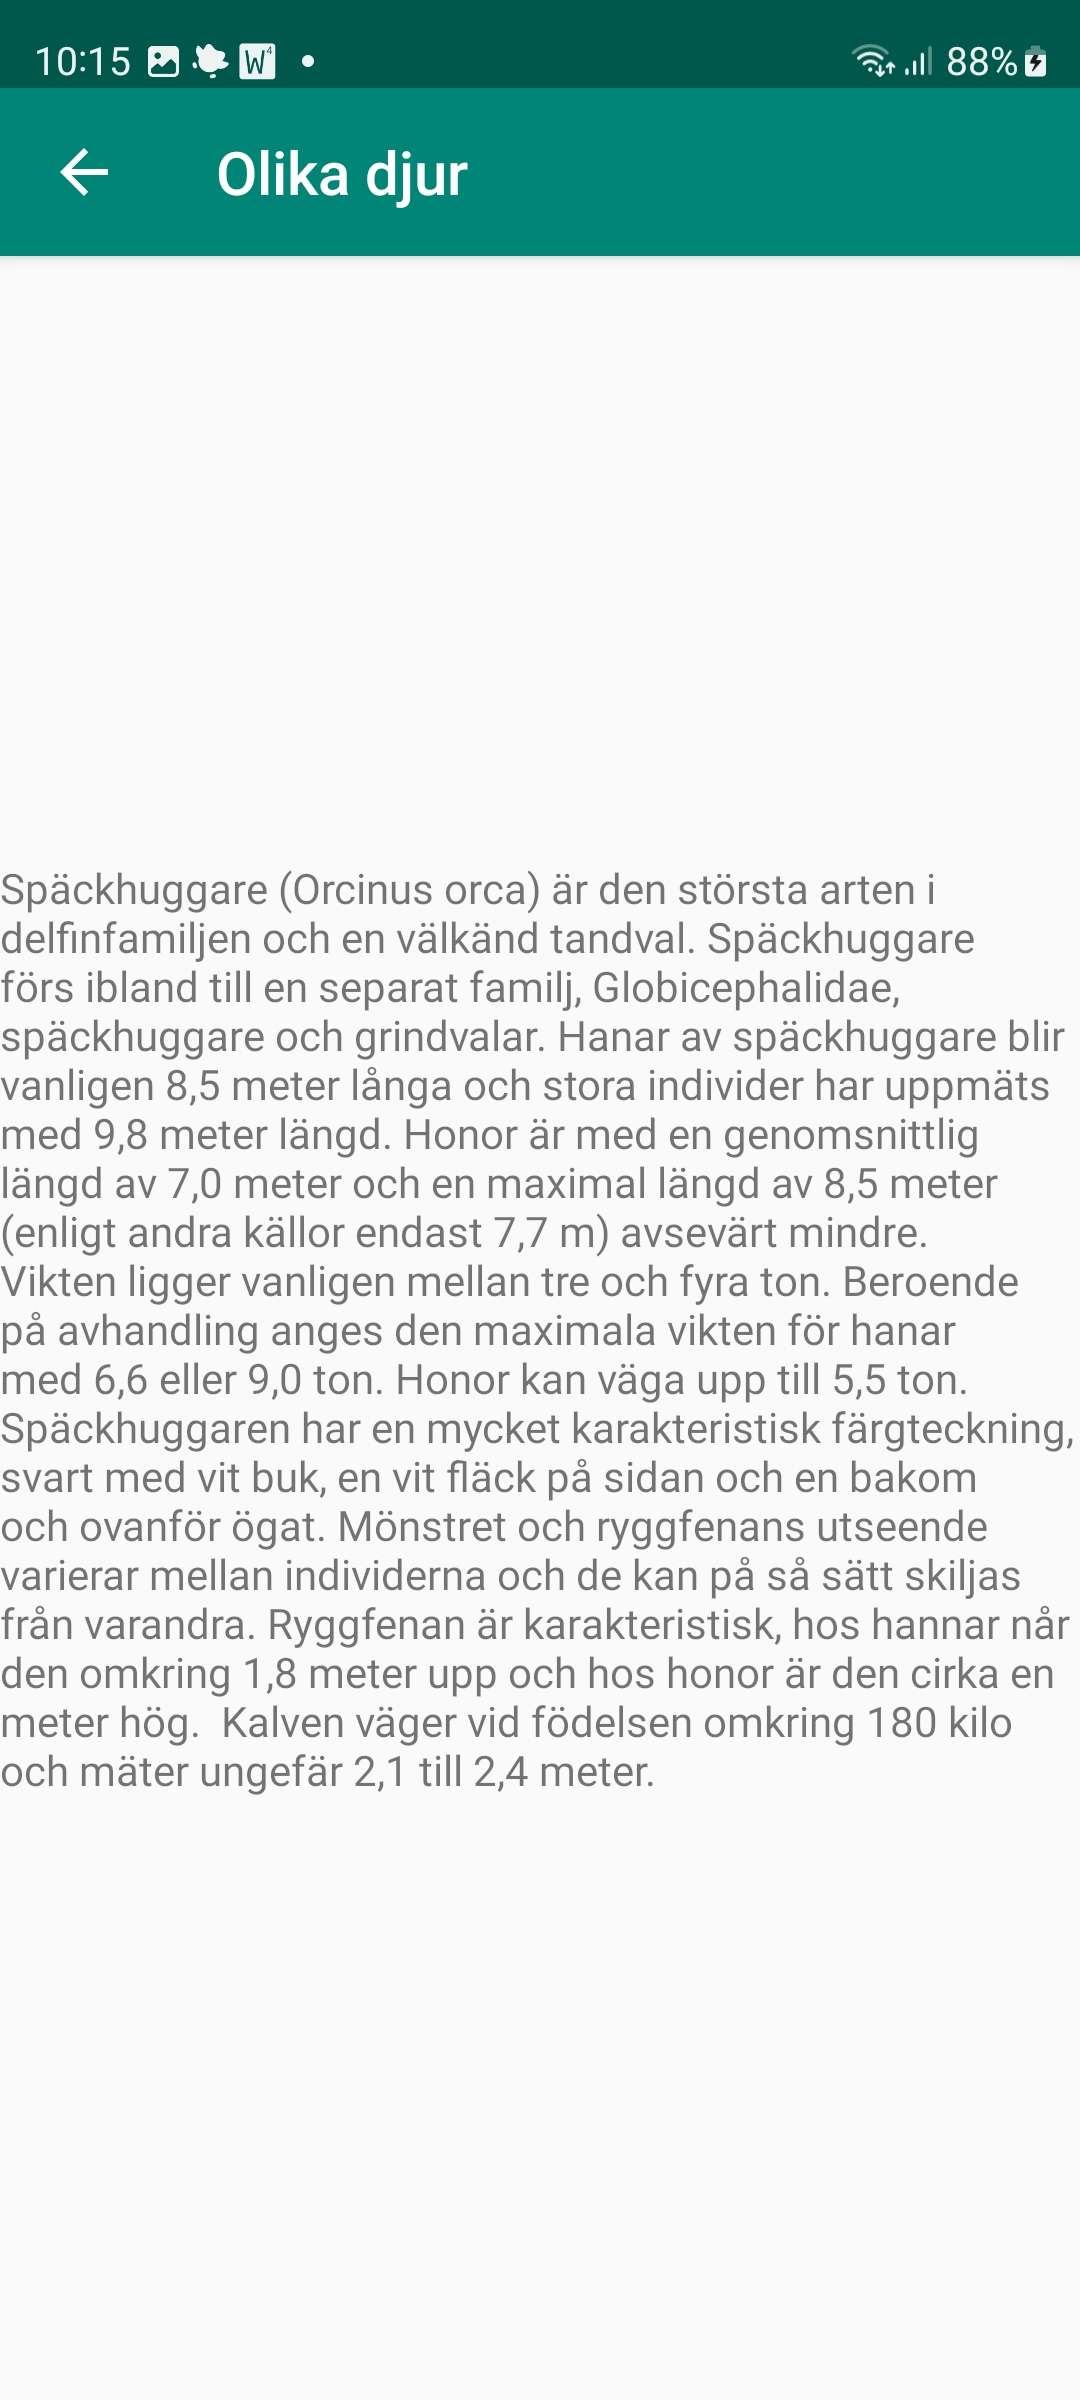 10:15 W4 88%
Olika djur
Späckhuggare (Orcinus orca) är den största arten i
delfinfamiljen och en välkänd tandval. Späckhuggare
förs ibland till en separat familj, Globicephalidae,
späckhuggare och grindvalar. Hanar av späckhuggare blir
vanligen 8,5 meter långa och stora individer har uppmäts
med 9,8 meter längd. Honor är med en genomsnittlig
längd av 7,0 meter och en maximal längd av 8,5 meter
(enligt andra källor endast 7,7 m) avsevärt mindre.
Vikten ligger vanligen mellan tre och fyra ton. Beroende
på avhandling anges den maximala vikten för hanar
med 6,6 eller 9,0 ton. Honor kan väga upp till 5,5 ton.
Späckhuggaren har en mycket karakteristisk färgteckning,
svart med vit buk, en vit fläck på sidan och en bakom
och ovanför ögat. Mönstret och ryggfenans utseende
varierar mellan individerna och de kan på så sätt skiljas
från varandra. Ryggfenan är karakteristisk, hos hannar når
den omkring 1,8 meter upp och hos honor är den cirka en
meter hög.  Kalven väger vid födelsen omkring 180 kilo
och mäter ungefär 2,1 till 2,4 meter.